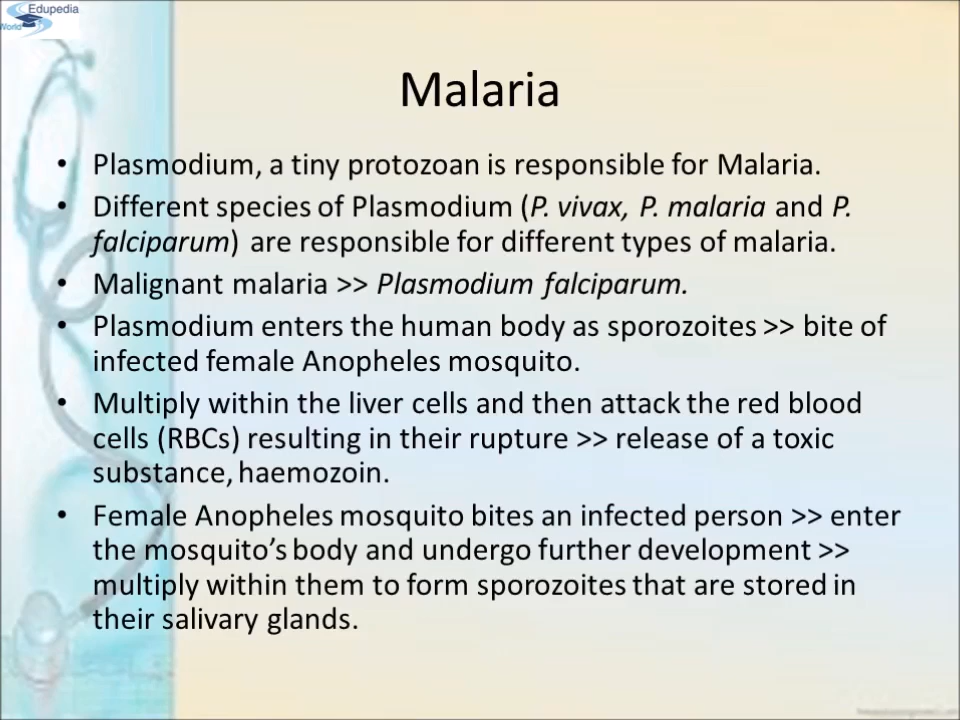 Edupedia
World
Malaria
• Plasmodium, a tiny protozoan is responsible for Malaria.
• Different species of Plasmodium (P. vivax, P. malaria and P.
falciparum) are responsible for different types of malaria.
• Malignant malaria >> Plasmodium falciparum.
• Plasmodium enters the human body as sporozoites >> bite of
infected female Anopheles mosquito.
• Multiply within the liver cells and then attack the red blood
cells (RBCs) resulting in their rupture >> release of a toxic
substance, haemozoin.
• Female Anopheles mosquito bites an infected person >> enter
the mosquito's body and undergo further development >>
multiply within them to form sporozoites that are stored in
their salivary glands.